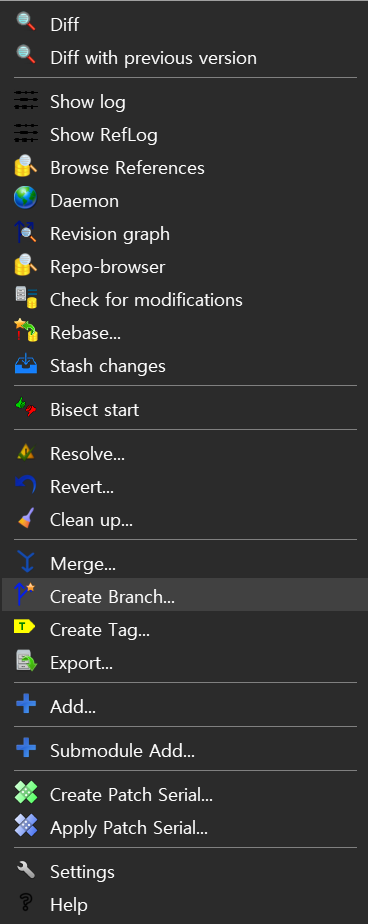 Diff
Diff with previous version
Show log
Show RefLog
Browse References
Daemon
Revision graph
Repo-browser
Check for modifications
Rebase...
Stash changes
Bisect start
Resolve...
Revert...
Clean up...
Merge...
Create Branch...
T Create Tag...
Export...
Add...
Submodule Add...
Create Patch Serial...
Apply Patch Serial...
Settings
? Help